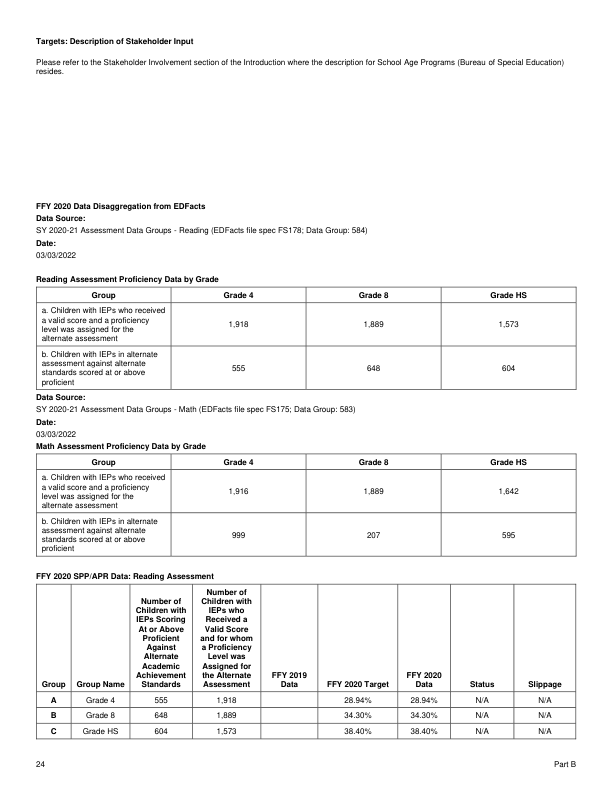 Targets: Description of Stakeholder Input
Please refer to the Stakeholder Involvement section of the Introduction where the description for School Age Programs (Bureau of Special Education)
resides.
FFY 2020 Data Disaggregation from EDFacts
Data Source:
SY 2020-21 Assessment Data Groups - Reading (EDFacts file spec FS178; Data Group: 584)
Date:
03/03/2022
Reading Assessment Proficiency Data by Grade
Group Grade 4 Grade 8 Grade HS
a. Children with IEPs who received
a valid score and a proficiency
level was assigned for the
alternate assessment
1,918 1,889 1,573
b. Children with IEPs in alternate
assessment against alternate
standards scored at or above
proficient
555 648 604
Data Source:
SY 2020-21 Assessment Data Groups - Math (EDFacts file spec FS175; Data Group: 583)
Date:
03/03/2022
Math Assessment Proficiency Data by Grade
Group Grade 4 Grade 8 Grade HS
a. Children with IEPs who received
a valid score and a proficiency
level was assigned for the
alternate assessment
1,916 1,889 1,642
b. Children with IEPs in alternate
assessment against alternate
standards scored at or above
proficient
999 207 595
FFY 2020 SPP/APR Data: Reading Assessment
Group
Group Name
Number of
Children with
IEPs Scoring
At or Above
Proficient
Against
Alternate
Academic
Achievement
Standards
Number of
Children with
IEPs who
Received a
Valid Score
and for whom
a Proficiency
Level was
Assigned for
the Alternate
Assessment
FFY 2019
Data
FFY 2020 Target
FFY 2020
Data
Status
Slippage
A Grade 4 555 1,918 28.94% 28.94% N/A N/A
B Grade 8 648 1,889 34.30% 34.30% N/A N/A
C Grade HS 604 1,573 38.40% 38.40% N/A N/A
24 Part B